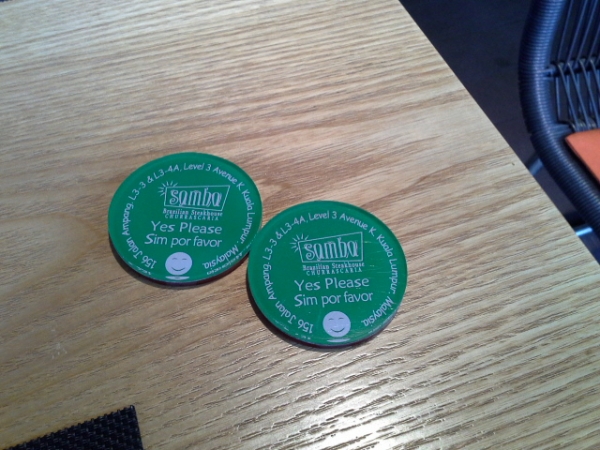 156 Jalan Ampang. L3-3 & L3-4A, Level 3 Avenue K, Kuala Lumpur, Malaysia.
samba
Brazilian Steakhouse
CHURRASCARIA
Yes Please
Sim por favor
156 Jalan Ampang. L3-3 & L3-4A, Level 3 Avenue K, Kuala Lumpur, Malaysia.
samba
Brazilian Steakhouse
CHURRASCARIA
Yes Please
Sim por favor